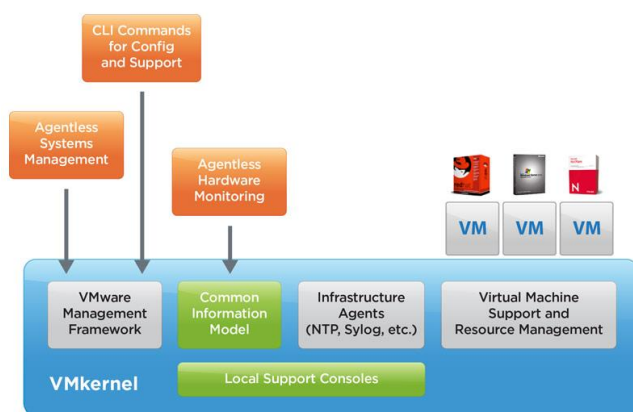 CLI Commands
for Config
and Support
Agentless
Systems
Management
Agentless
Hardware
Monitoring
VM
VM
VM
VMware
Management
Framework
Common
Information
Model
Infrastructure
Agents
(NTP, Sylog, etc.)
Virtual Machine
Support and
Resource Management
VMkernel
Local Support Consoles
N